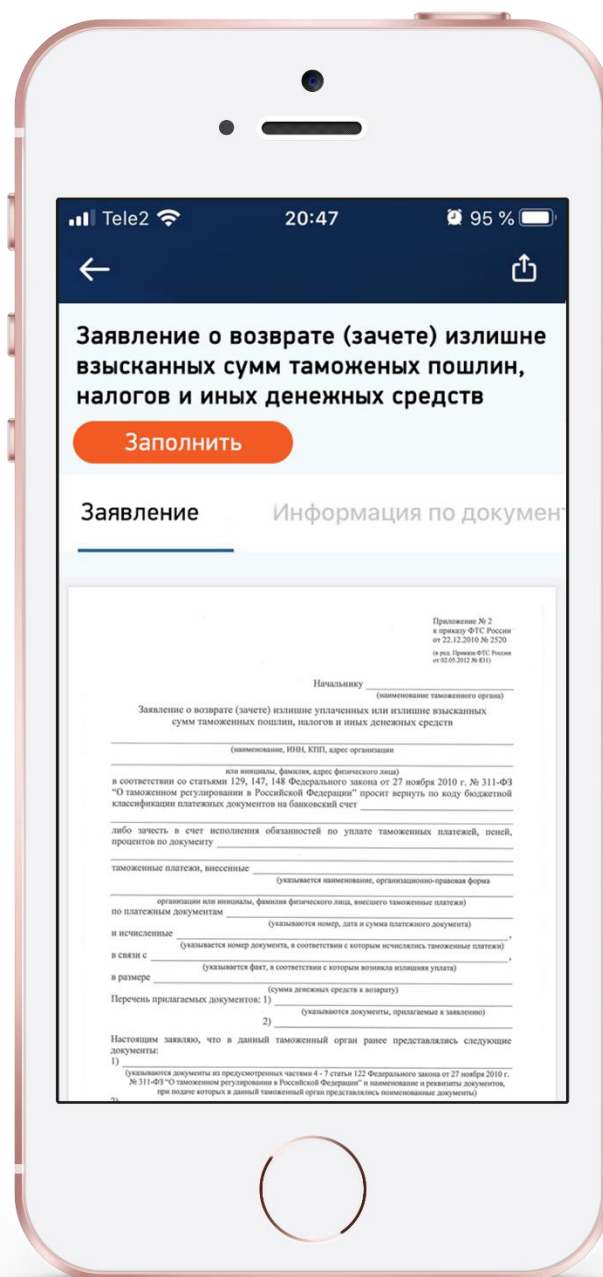 Tele2 20:47 95 %
Заявление о возврате (зачете) излишне
взысканных сумм таможеных пошлин,
налогов и иных денежных средств
Заполнить
Заявление Информация по докумен
Приложение № 2
к приказу ФТС России
от 22.12.2010 № 2520
(в ред. Приказа ФТС России
от 02.05.2012 № 831)
Начальнику
(наименование таможенного органа)
Заявление о возврате (зачете) излишне уплаченных или излишне взысканных
сумм таможенных пошлин, налогов и иных денежных средств
(наименование, ИНН, КПП, адрес организации
или инициалы, фамилия, адрес физического лица)
в соответствии со статьями 129, 147, 148 Федерального закона от 27 ноября 2010 г. № 311-ФЗ
“О таможенном регулировании в Российской Федерации” просит вернуть по коду бюджетной
классификации платежных документов на банковский счет
либо зачесть в счет исполнения обязанностей по уплате таможенных платежей, пеней,
процентов по документу
таможенные платежи, внесенные
(указывается наименование, организационно-правовая форма
организации или инициалы, фамилия физического лица, внесшего таможенные платежи)
по платежным документам
(указываются номер, дата и сумма платежного документа)
и исчисленные ,
(указывается номер документа, в соответствии с которым исчислялись таможенные платежи)
в связи с ,
(указывается факт, в соответствии с которым возникла излишняя уплата)
в размере
(сумма денежных средств к возврату)
Перечень прилагаемых документов: 1)
(указываются документы, прилагаемые к заявлению)
2)
Настоящим заявляю, что в данный таможенный орган ранее представлялись следующие
документы:
1)
(указываются документы из предусмотренных частями 4 - 7 статьи 122 Федерального закона от 27 ноября 2010 г.
№ 311-ФЗ “О таможенном регулировании в Российской Федерации” и наименование и реквизиты документов,
при подаче которых в данный таможенный орган представлялись поименованные документы)
2)